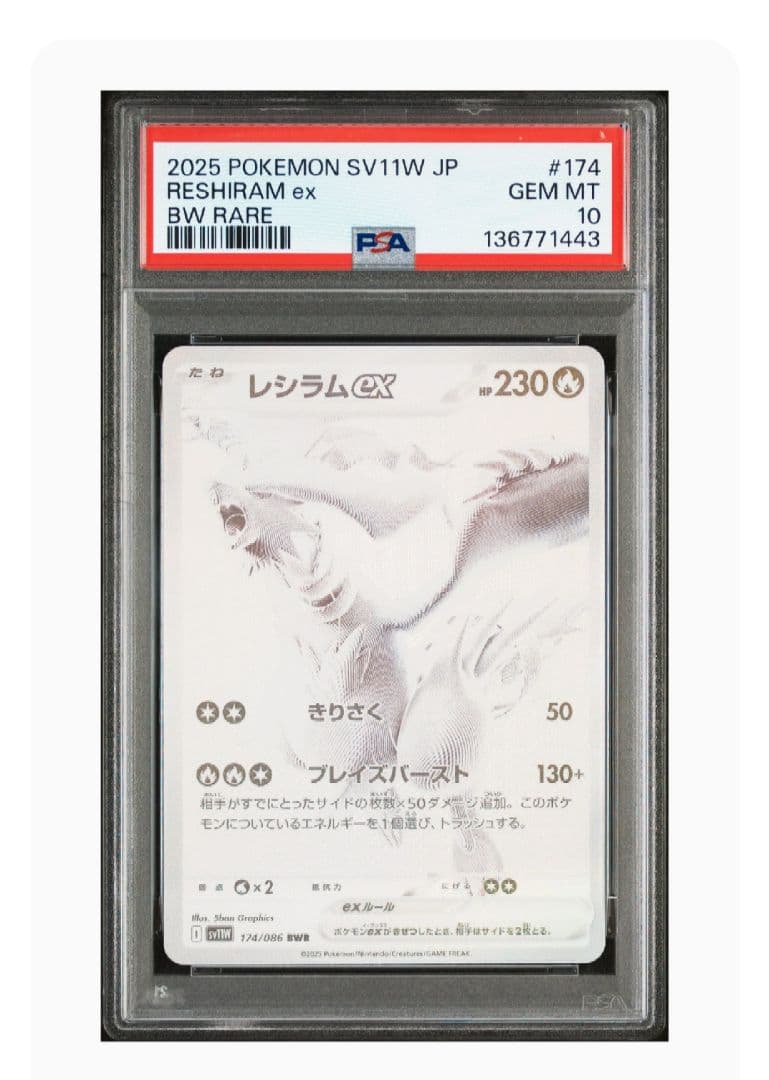 2025 POKEMON SV11W JP #174
RESHIRAM ex GEM MT
BW RARE 10
PSA 136771443
たね レシラムex HP230
きりさく 50
ブレイズバースト 130+
相手がすでにとったサイドの枚数×50ダメージ追加。このポケ
モンについているエネルギーを1個選び、トラッシュする。
弱点 ×2 抵抗力 にげる
exルール
Illus. 5ban Graphics
ポケモンexがきぜつしたとき、相手はサイドを2枚とる。
I SV11W 174/086 BWR
©2025 Pokémon/Nintendo/Creatures/GAME FREAK.
PSA